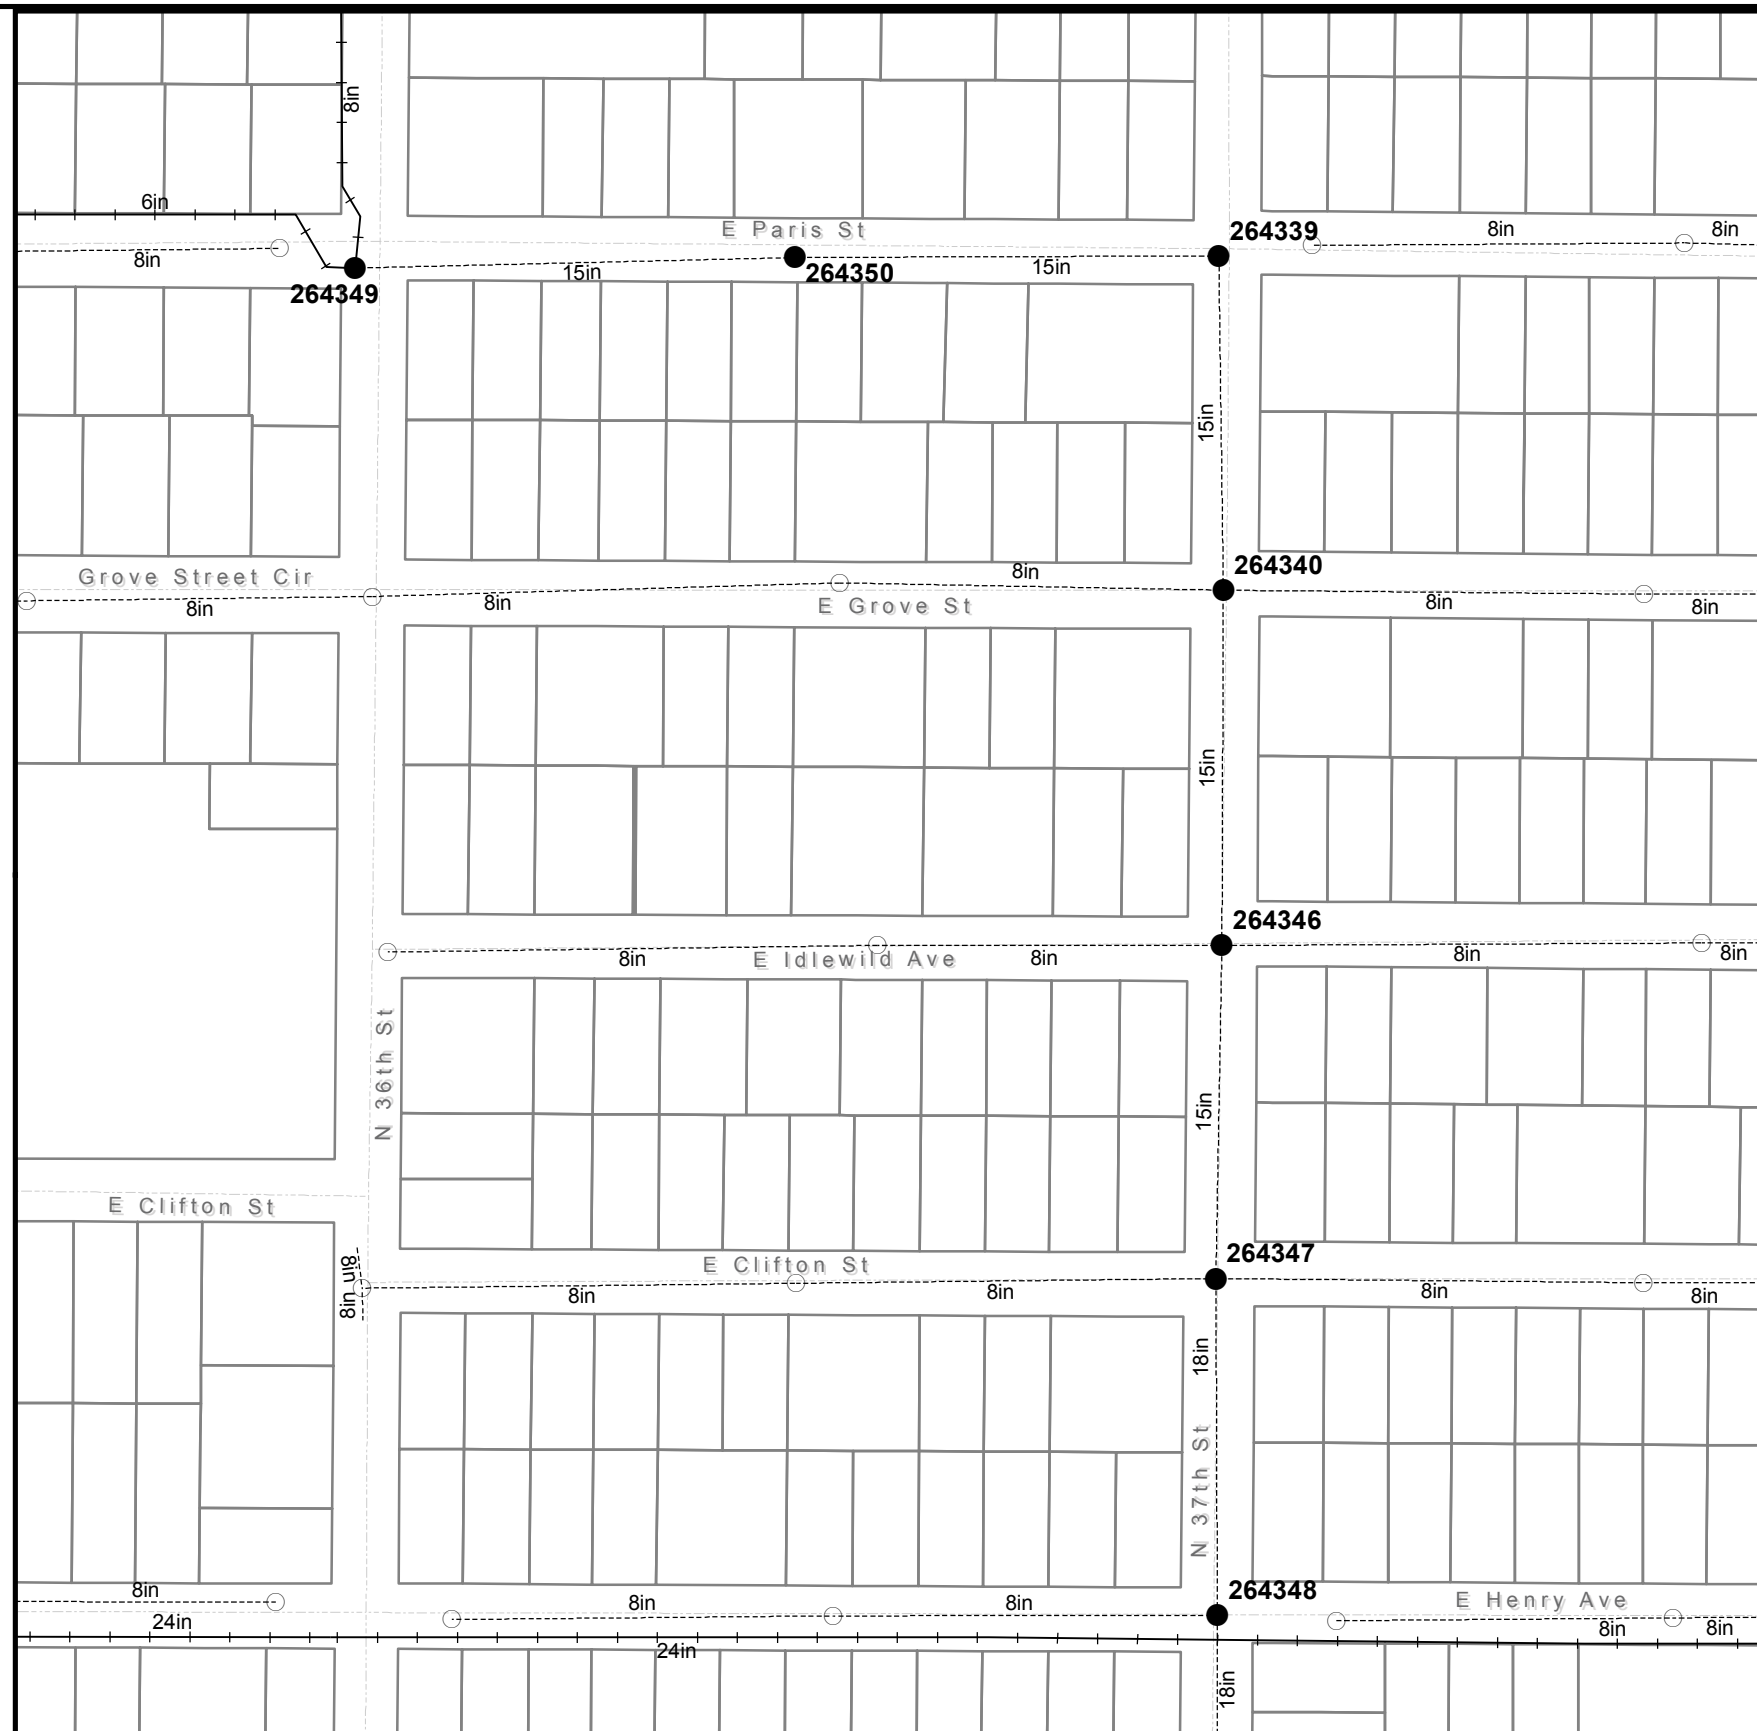 8in
6in
E Paris St
264339
8in
8in
8in
15in
264350
15in
264349
15in
Grove Street Cir
8in
8in
8in
E Grove St
264340
8in
8in
15in
264346
8in
E Idlewild Ave
8in
8in
8in
N 36th St
15in
E Clifton St
E Clifton St
264347
8in
8in
8in
8in
8in
8in
18in
N 37th St
8in
24in
8in
8in
264348
E Henry Ave
8in
8in
24in
18in